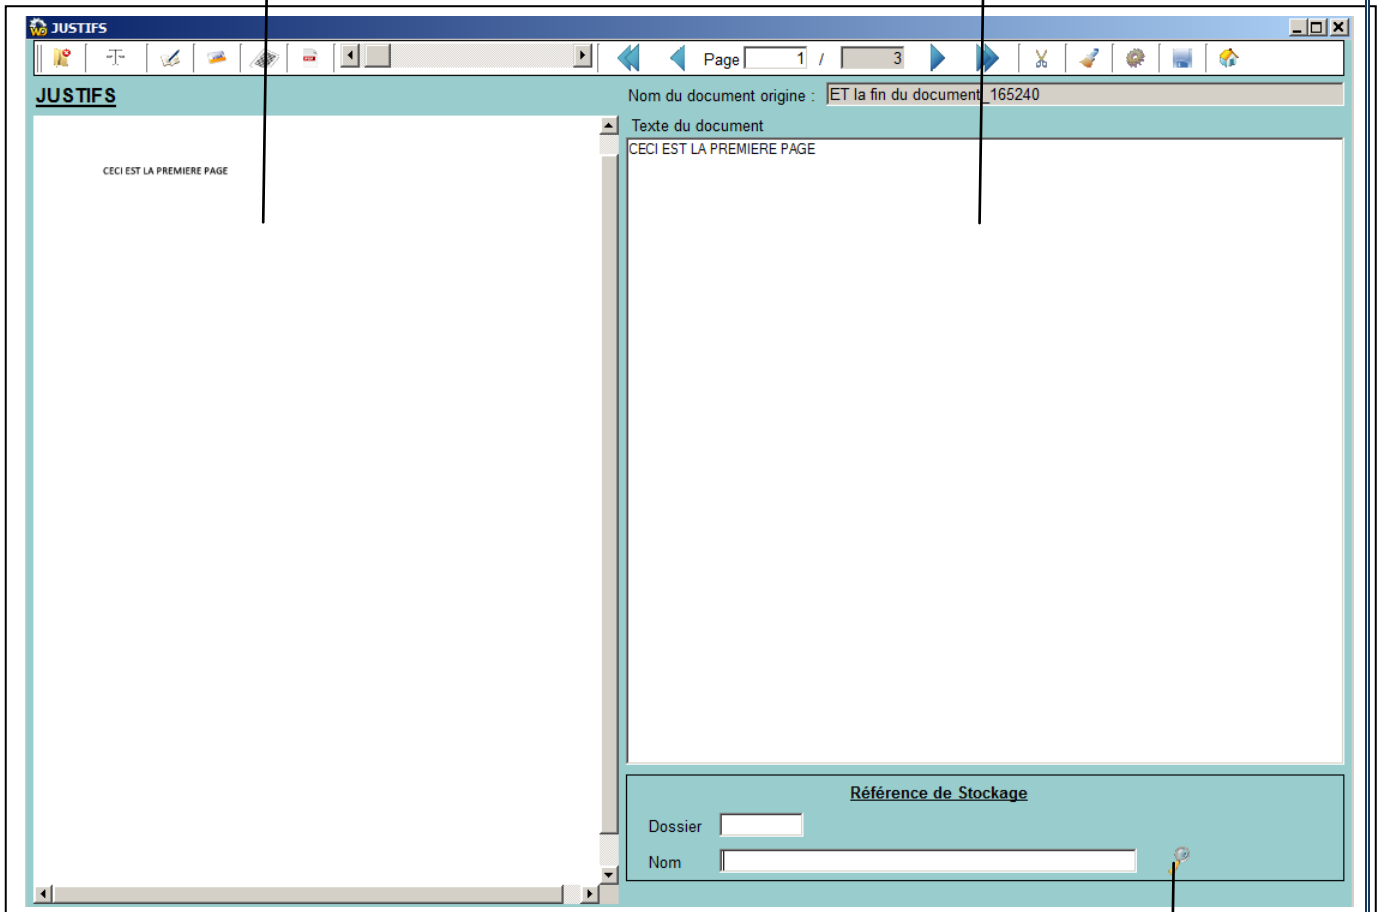 JUSTIFS
Page 1 / 3
JUSTIFS
Nom du document origine : ET la fin du document_165240
Texte du document
CECI EST LA PREMIERE PAGE
CECI EST LA PREMIERE PAGE
Référence de Stockage
Dossier
Nom